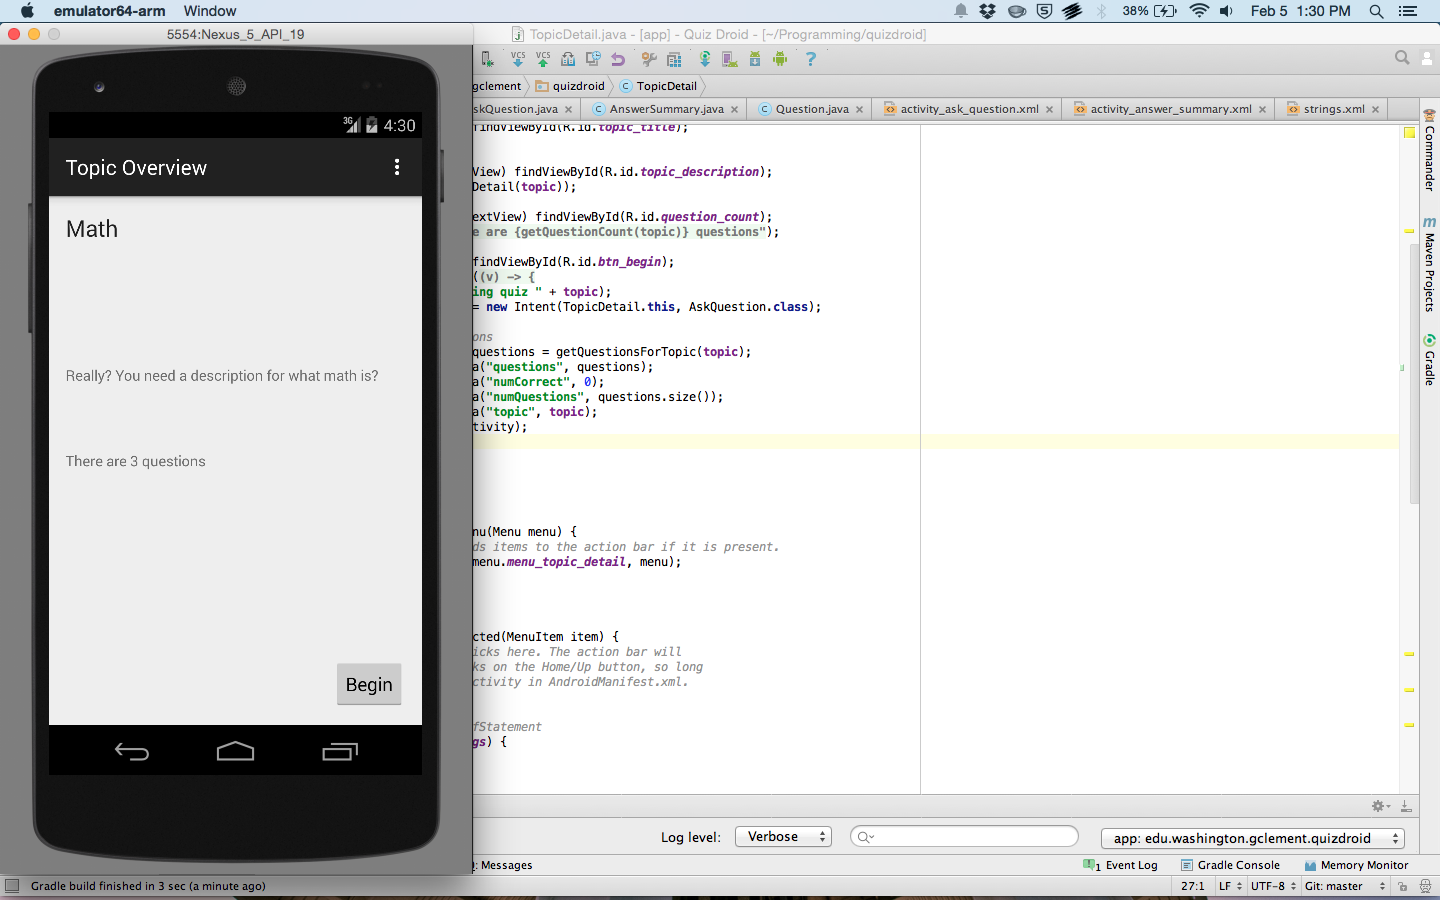 emulator64-arm Window
38% Feb 5 1:30 PM
5554:Nexus_5_API_19
TopicDetail.java - [app] - Quiz Droid - [~/Programming/quizdroid]
gclement quizdroid TopicDetail
skQuestion.java AnswerSummary.java Question.java activity_ask_question.xml activity_answer_summary.xml strings.xml
3G 4:30
Topic Overview
Math
Really? You need a description for what math is?
There are 3 questions
Begin
findViewById(R.id.topic_title);
View) findViewById(R.id.topic_description);
Detail(topic));
extView) findViewById(R.id.question_count);
e are {getQuestionCount(topic)} questions");
findViewById(R.id.btn_begin);
((v) -> {
ing quiz " + topic);
= new Intent(TopicDetail.this, AskQuestion.class);
ons
questions = getQuestionsForTopic(topic);
a("questions", questions);
a("numCorrect", 0);
a("numQuestions", questions.size());
a("topic", topic);
tivity);
nu(Menu menu) {
ds items to the action bar if it is present.
menu.menu_topic_detail, menu);
cted(MenuItem item) {
icks here. The action bar will
ks on the Home/Up button, so long
ctivity in AndroidManifest.xml.
fStatement
gs) {
Commander
Maven Projects
Gradle
Log level: Verbose app: edu.washington.gclement.quizdroid
: Messages 1 Event Log Gradle Console Memory Monitor
Gradle build finished in 3 sec (a minute ago) 27:1 LF UTF-8 Git: master